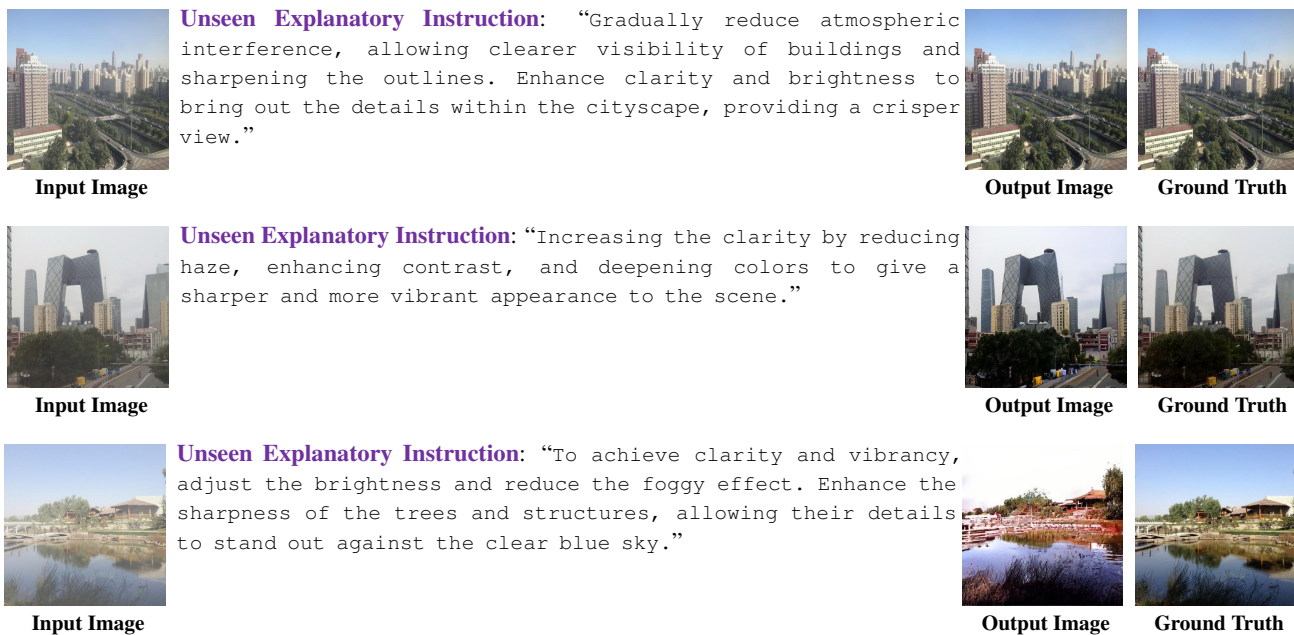 Unseen Explanatory Instruction: “Gradually reduce atmospheric
interference, allowing clearer visibility of buildings and
sharpening the outlines. Enhance clarity and brightness to
bring out the details within the cityscape, providing a crisper
view.”
Input Image
Output Image
Ground Truth
Unseen Explanatory Instruction: “Increasing the clarity by reducing
haze, enhancing contrast, and deepening colors to give a
sharper and more vibrant appearance to the scene.”
Input Image
Output Image
Ground Truth
Unseen Explanatory Instruction: “To achieve clarity and vibrancy,
adjust the brightness and reduce the foggy effect. Enhance the
sharpness of the trees and structures, allowing their details
to stand out against the clear blue sky.”
Input Image
Output Image
Ground Truth